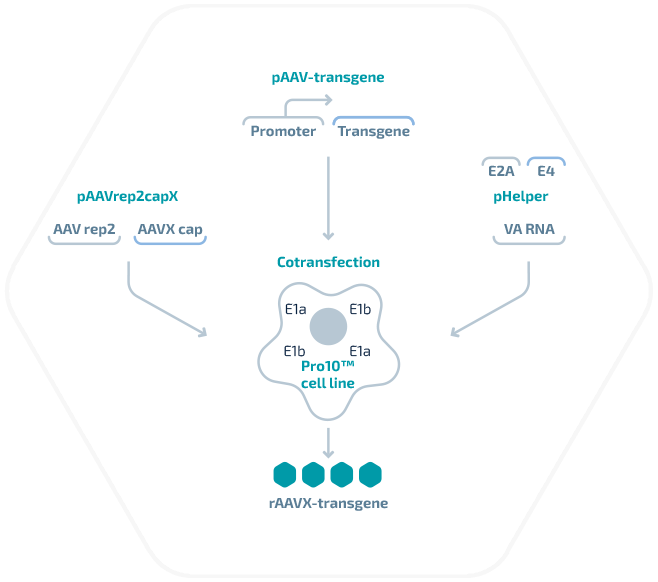 pAAV-transgene
Promoter Transgene
E2A E4
pAAVrep2capX pHelper
AAV rep2 AAVX cap VA RNA
Cotransfection
E1a E1b
E1b E1a
Pro10™
cell line
rAAVX-transgene